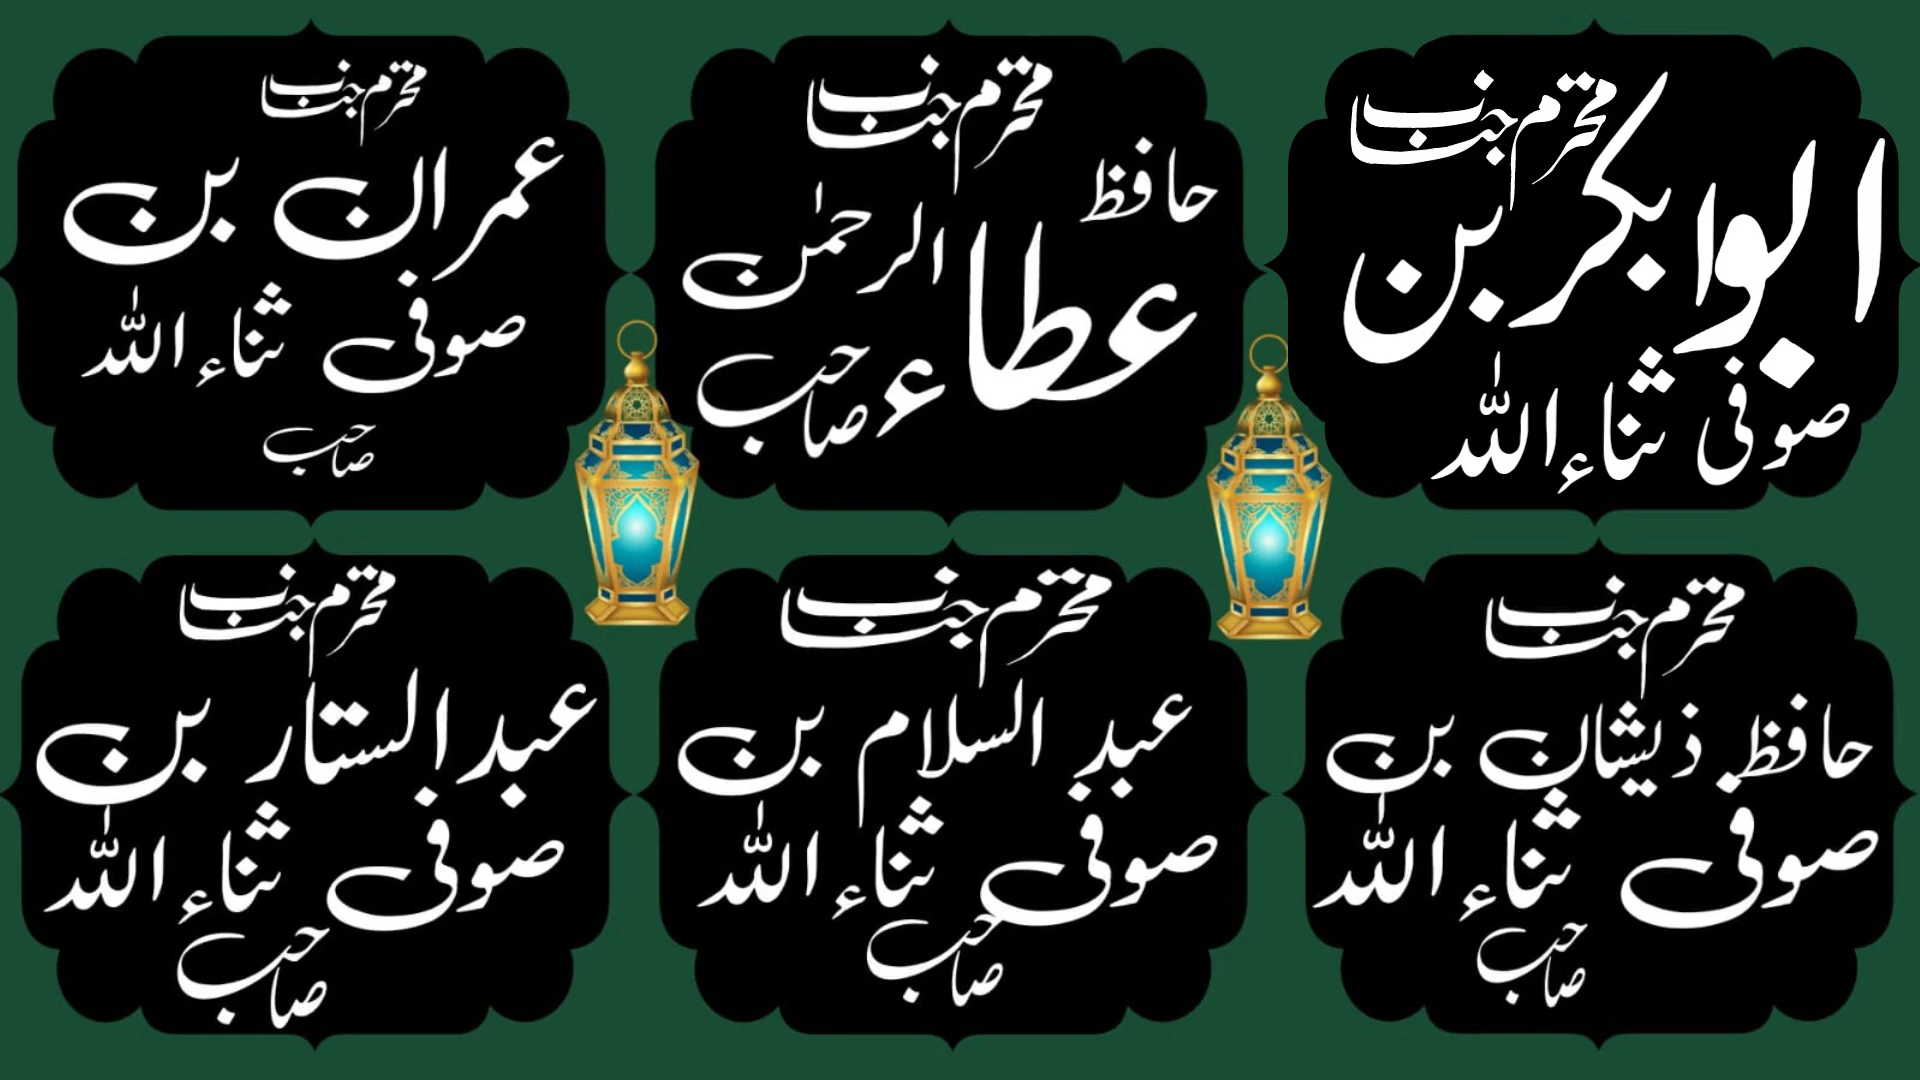 محترم جناب
ابوابکر بن
صوفی ثناء اللہ
محترم جناب
حافظ
عطاء الرحمٰن
صاحب
محترم جناب
عمران بن
صوفی ثناء اللہ
صاحب
محترم جناب
حافظ ذیشان بن
صوفی ثناء اللہ
صاحب
محترم جناب
عبد السلام بن
صوفی ثناء اللہ
صاحب
محترم جناب
عبد الستار بن
صوفی ثناء اللہ
صاحب